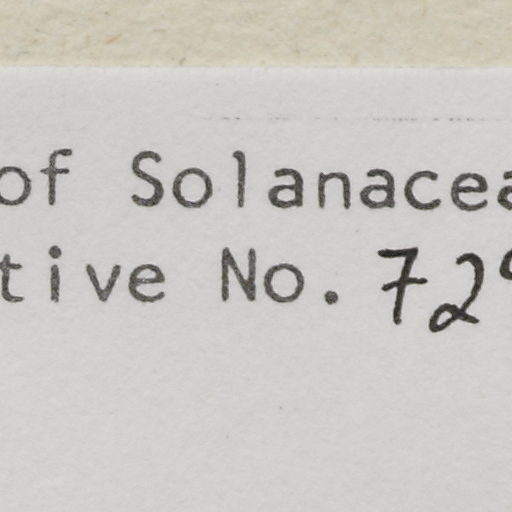 of Solanacea
tive No. 72